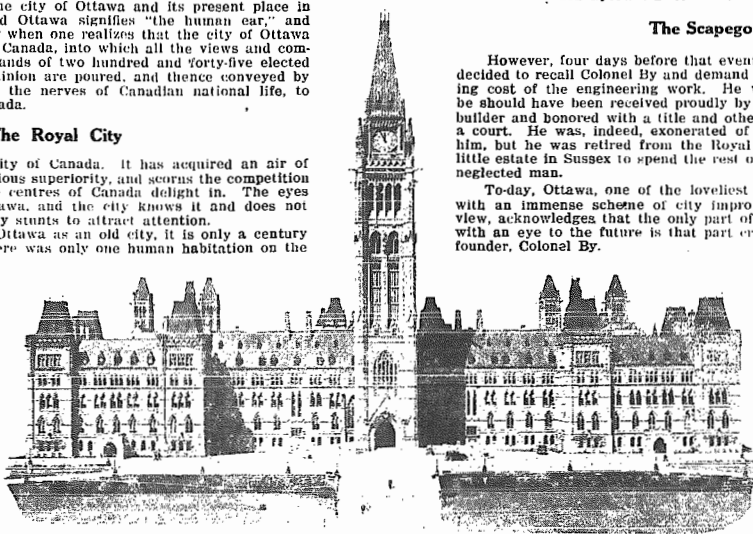 he city of Ottawa and its present place in
d Ottawa signifies "the human ear," and
when one realizes that the city of Ottawa
Canada, into which all the views and com-
ands of two hundred and forty-five elected
inion are poured, and thence conveyed by
the nerves of Canadian national life, to
ada.
he Royal City
ity of Canada. It has acquired an air of
ious superiority, and scorns the competition
centres of Canada delight in. The eyes
awa, and the city knows it and does not
y stunts to attract attention.
Ottawa as an old city, it is only a century
ere was only one human habitation on the
The Scapego
However, four days before that even
decided to recall Colonel By and demand
ing cost of the engineering work. He
be should have been received proudly by
builder and honored with a title and othe
a court. He was, indeed, exonerated of
him, but he was retired from the Royal
little estate in Sussex to spend the rest o
neglected man.
To-day, Ottawa, one of the loveliest
with an immense scheme of city impro
view, acknowledges that the only part of
with an eye to the future is that part er
founder, Colonel By.